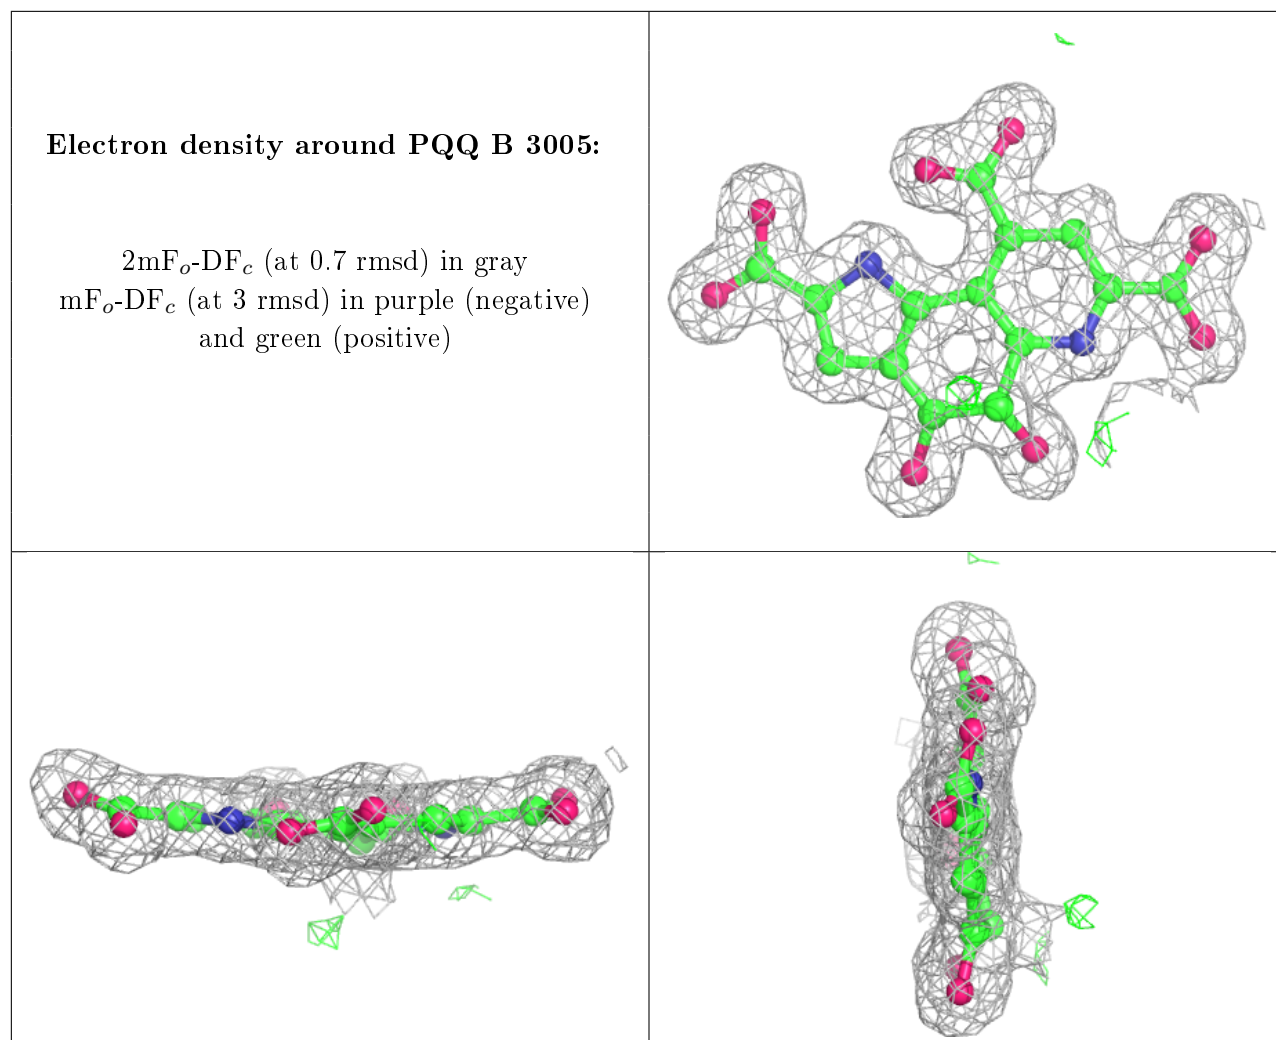 Electron density around PQQ B 3005:
2mFo-DFc (at 0.7 rmsd) in gray
mFo-DFc (at 3 rmsd) in purple (negative)
and green (positive)